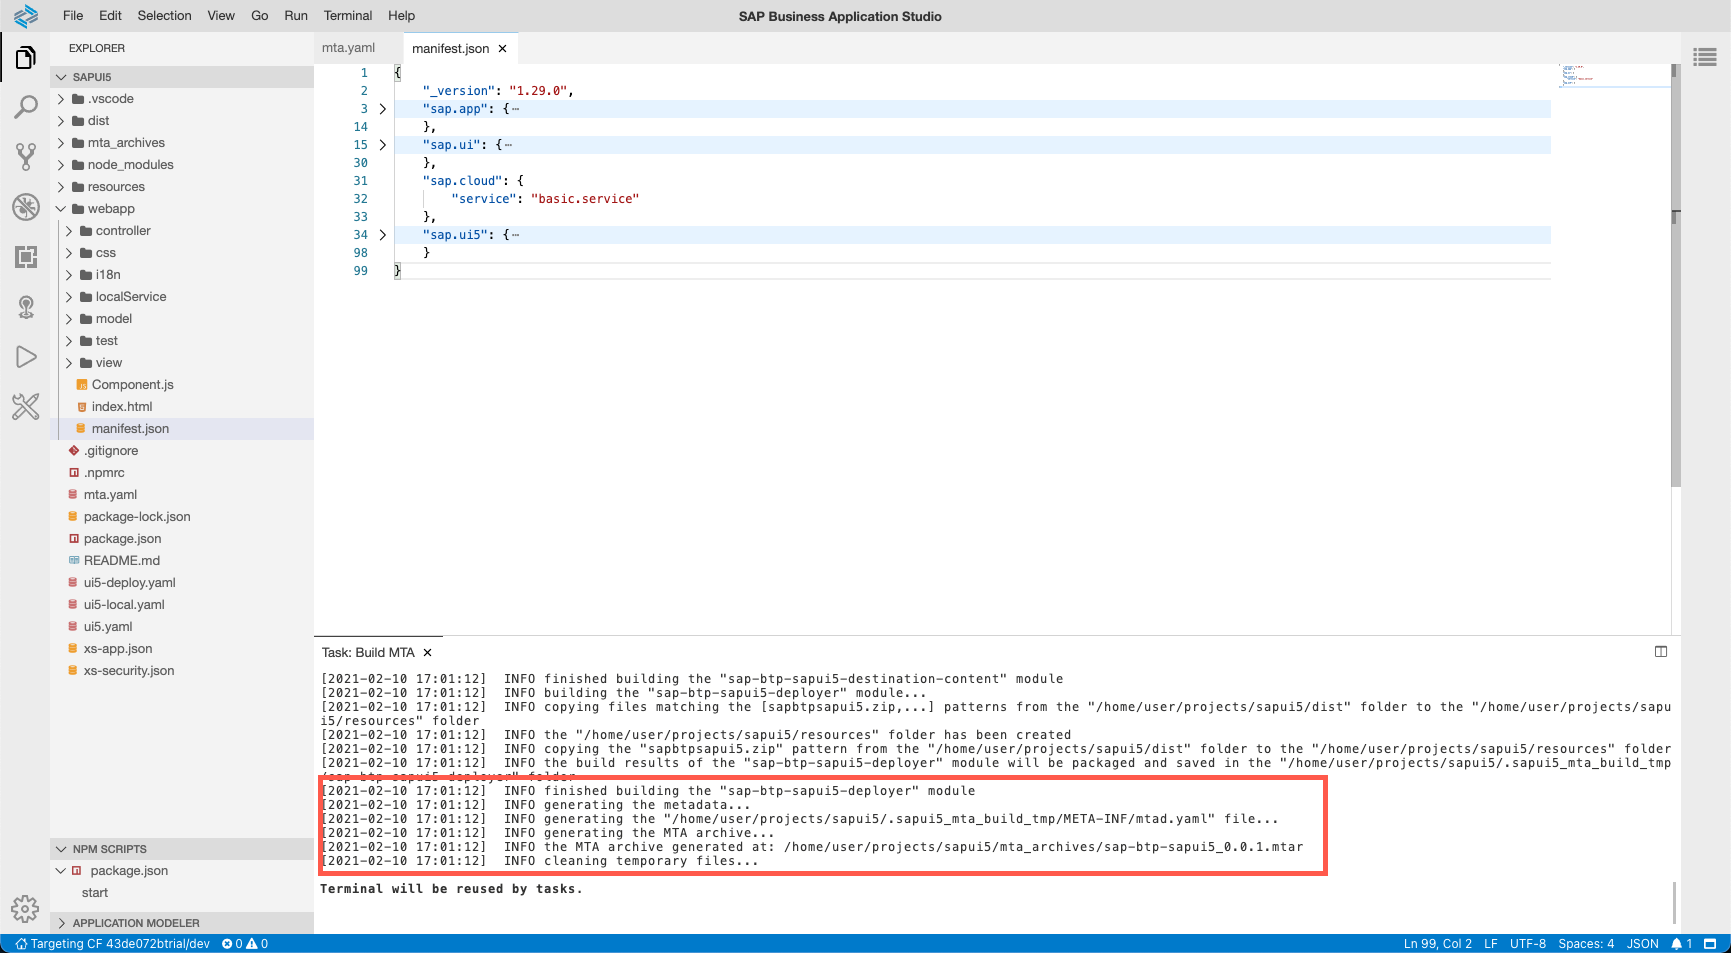 File Edit Selection View Go Run Terminal Help
SAP Business Application Studio
EXPLORER
SAPUI5
.vscode
dist
mta_archives
node_modules
resources
webapp
controller
css
i18n
localService
model
test
view
Component.js
index.html
manifest.json
.gitignore
.npmrc
mta.yaml
package-lock.json
package.json
README.md
ui5-deploy.yaml
ui5-local.yaml
ui5.yaml
xs-app.json
xs-security.json
NPM SCRIPTS
package.json
start
APPLICATION MODELER
mta.yaml manifest.json
1 {
2 "_version": "1.29.0",
3 "sap.app": {…
14 },
15 "sap.ui": {…
30 },
31 "sap.cloud": {
32 "service": "basic.service"
33 },
34 "sap.ui5": {…
98 }
99 }
Task: Build MTA
[2021-02-10 17:01:12] INFO finished building the "sap-btp-sapui5-destination-content" module
[2021-02-10 17:01:12] INFO building the "sap-btp-sapui5-deployer" module...
[2021-02-10 17:01:12] INFO copying files matching the [sapbtpsapui5.zip,...] patterns from the "/home/user/projects/sapui5/dist" folder to the "/home/user/projects/sapu
i5/resources" folder
[2021-02-10 17:01:12] INFO the "/home/user/projects/sapui5/resources" folder has been created
[2021-02-10 17:01:12] INFO copying the "sapbtpsapui5.zip" pattern from the "/home/user/projects/sapui5/dist" folder to the "/home/user/projects/sapui5/resources" folder
[2021-02-10 17:01:12] INFO the build results of the "sap-btp-sapui5-deployer" module will be packaged and saved in the "/home/user/projects/sapui5/.sapui5_mta_build_tmp
/sap-btp-sapui5-deployer" folder
[2021-02-10 17:01:12] INFO finished building the "sap-btp-sapui5-deployer" module
[2021-02-10 17:01:12] INFO generating the metadata...
[2021-02-10 17:01:12] INFO generating the "/home/user/projects/sapui5/.sapui5_mta_build_tmp/META-INF/mtad.yaml" file...
[2021-02-10 17:01:12] INFO generating the MTA archive...
[2021-02-10 17:01:12] INFO the MTA archive generated at: /home/user/projects/sapui5/mta_archives/sap-btp-sapui5_0.0.1.mtar
[2021-02-10 17:01:12] INFO cleaning temporary files...
Terminal will be reused by tasks.
Targeting CF 43de072btrial/dev 0 0
Ln 99, Col 2 LF UTF-8 Spaces: 4 JSON 1